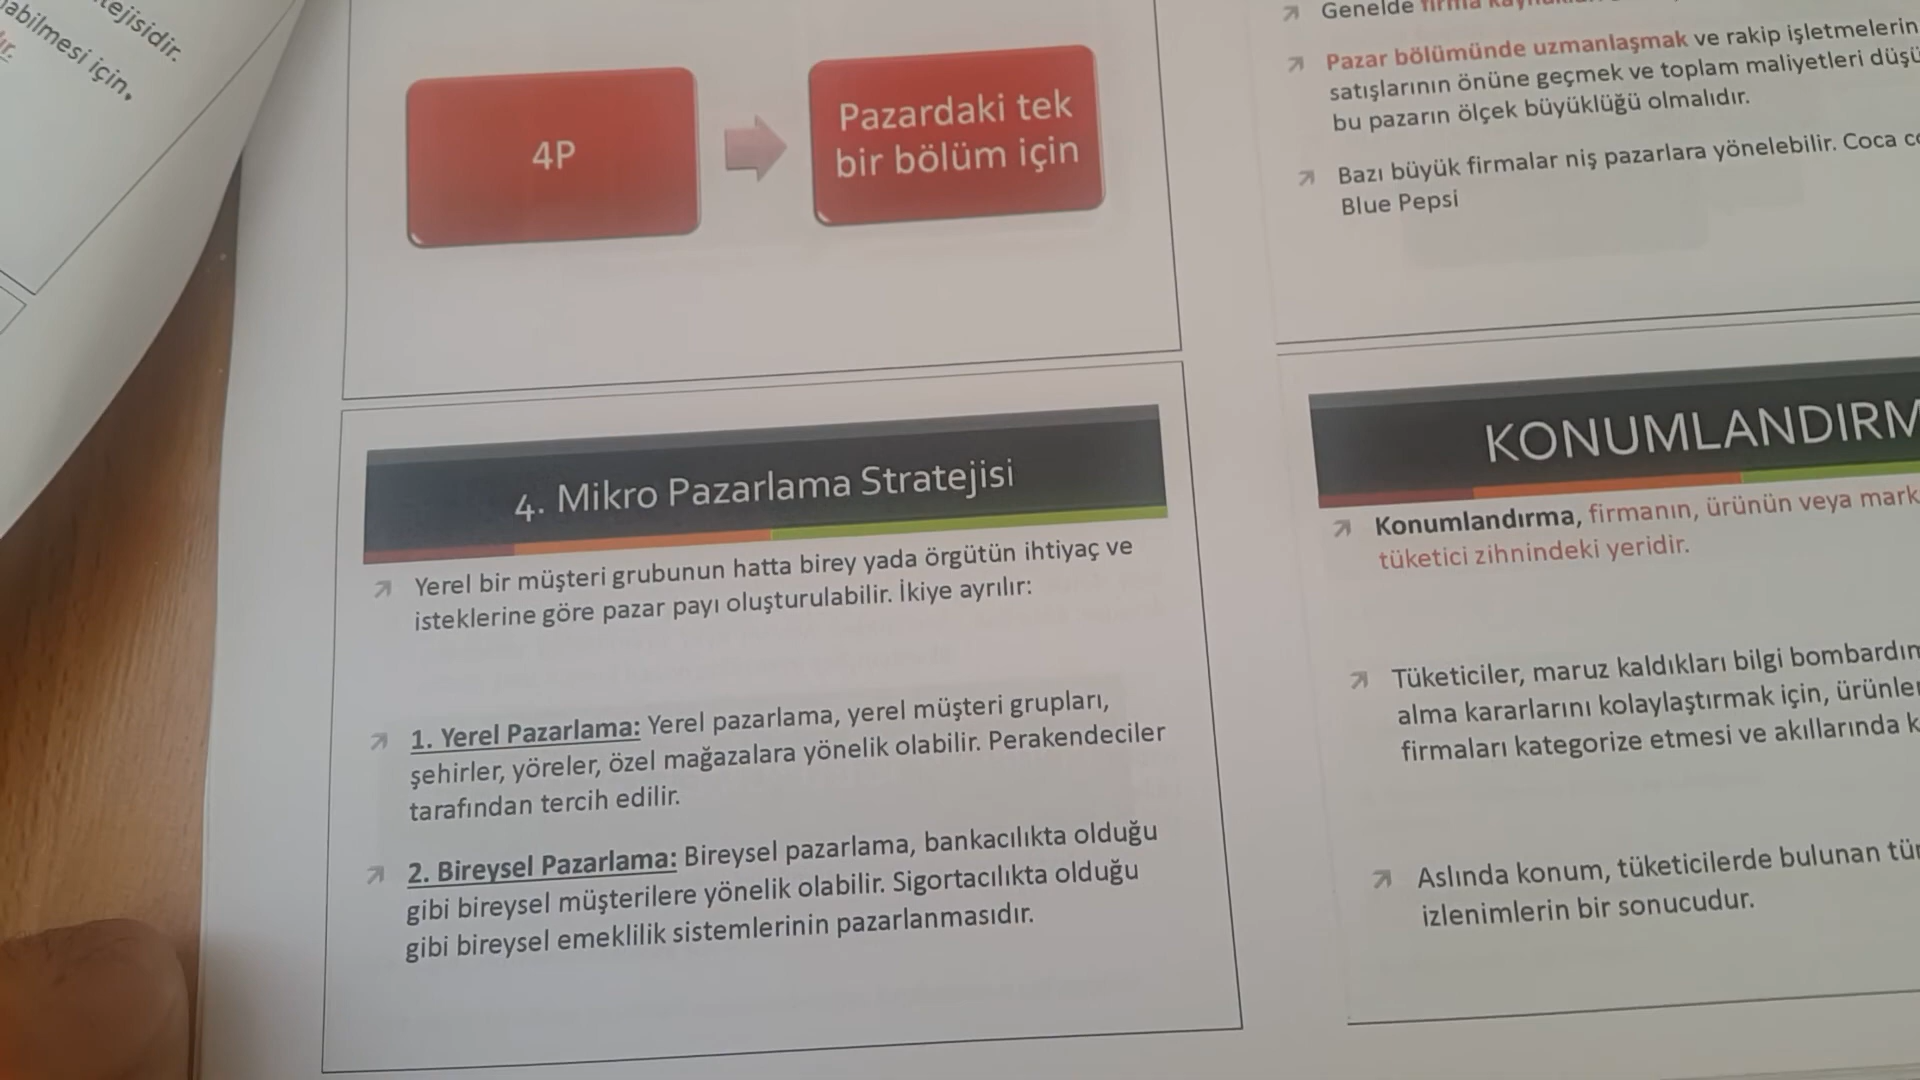 tejisidir.
abilmesi için,
4P
Pazardaki tek
bir bölüm için
Genelde firma
Pazar bölümünde uzmanlaşmak ve rakip işletmelerin
satışlarının önüne geçmek ve toplam maliyetleri düşü
bu pazarın ölçek büyüklüğü olmalıdır.
Bazı büyük firmalar niş pazarlara yönelebilir. Coca
Blue Pepsi
4. Mikro Pazarlama Stratejisi
Yerel bir müşteri grubunun hatta birey yada örgütün ihtiyaç ve
isteklerine göre pazar payı oluşturulabilir. İkiye ayrılır:
1. Yerel Pazarlama: Yerel pazarlama, yerel müşteri grupları,
şehirler, yöreler, özel mağazalara yönelik olabilir. Perakendeciler
tarafından tercih edilir.
2. Bireysel Pazarlama: Bireysel pazarlama, bankacılıkta olduğu
gibi bireysel müşterilere yönelik olabilir. Sigortacılıkta olduğu
gibi bireysel emeklilik sistemlerinin pazarlanmasıdır.
KONUMLANDIRM
Konumlandırma, firmanın, ürünün veya mark
tüketici zihnindeki yeridir.
Tüketiciler, maruz kaldıkları bilgi bombardım
alma kararlarını kolaylaştırmak için, ürünler
firmaları kategorize etmesi ve akıllarında k
Aslında konum, tüketicilerde bulunan tür
izlenimlerin bir sonucudur.